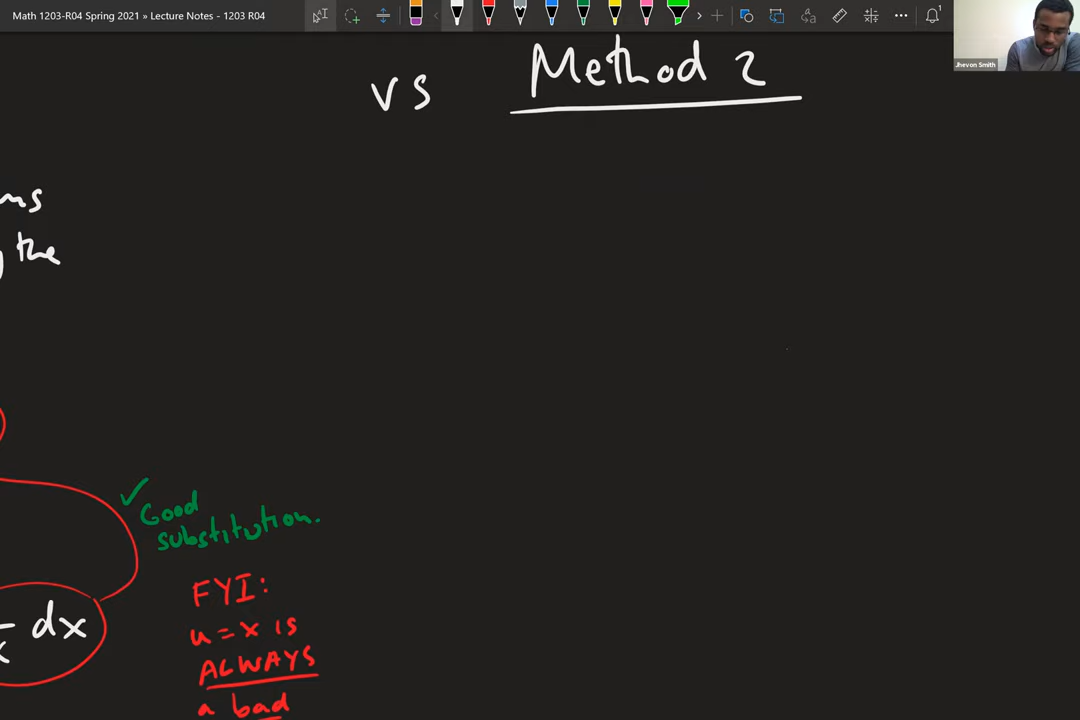 Math 1203-R04 Spring 2021 » Lecture Notes - 1203 R04
Jhevon Smith
vs Method 2
ms
the
✓ Good
substitution.
dx
FYI:
u = x is
ALWAYS
a bad